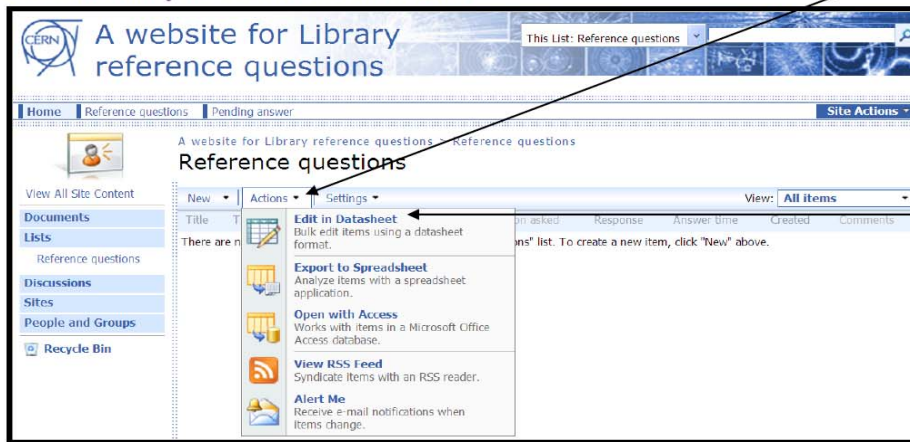 CERN
A website for Library
reference questions
This List: Reference questions
Home Reference questions Pending answer
Site Actions
A website for Library reference questions > Reference questions
Reference questions
View All Site Content
New Actions Settings
View: All items
Documents
Lists
Reference questions
Discussions
Sites
People and Groups
Recycle Bin
Title T on asked Response Answer time Created Comments
There are n ons" list. To create a new item, click "New" above.
Edit in Datasheet
Bulk edit items using a datasheet
format.
Export to Spreadsheet
Analyze items with a spreadsheet
application.
Open with Access
Works with items in a Microsoft Office
Access database.
View RSS Feed
Syndicate items with an RSS reader.
Alert Me
Receive e-mail notifications when
items change.